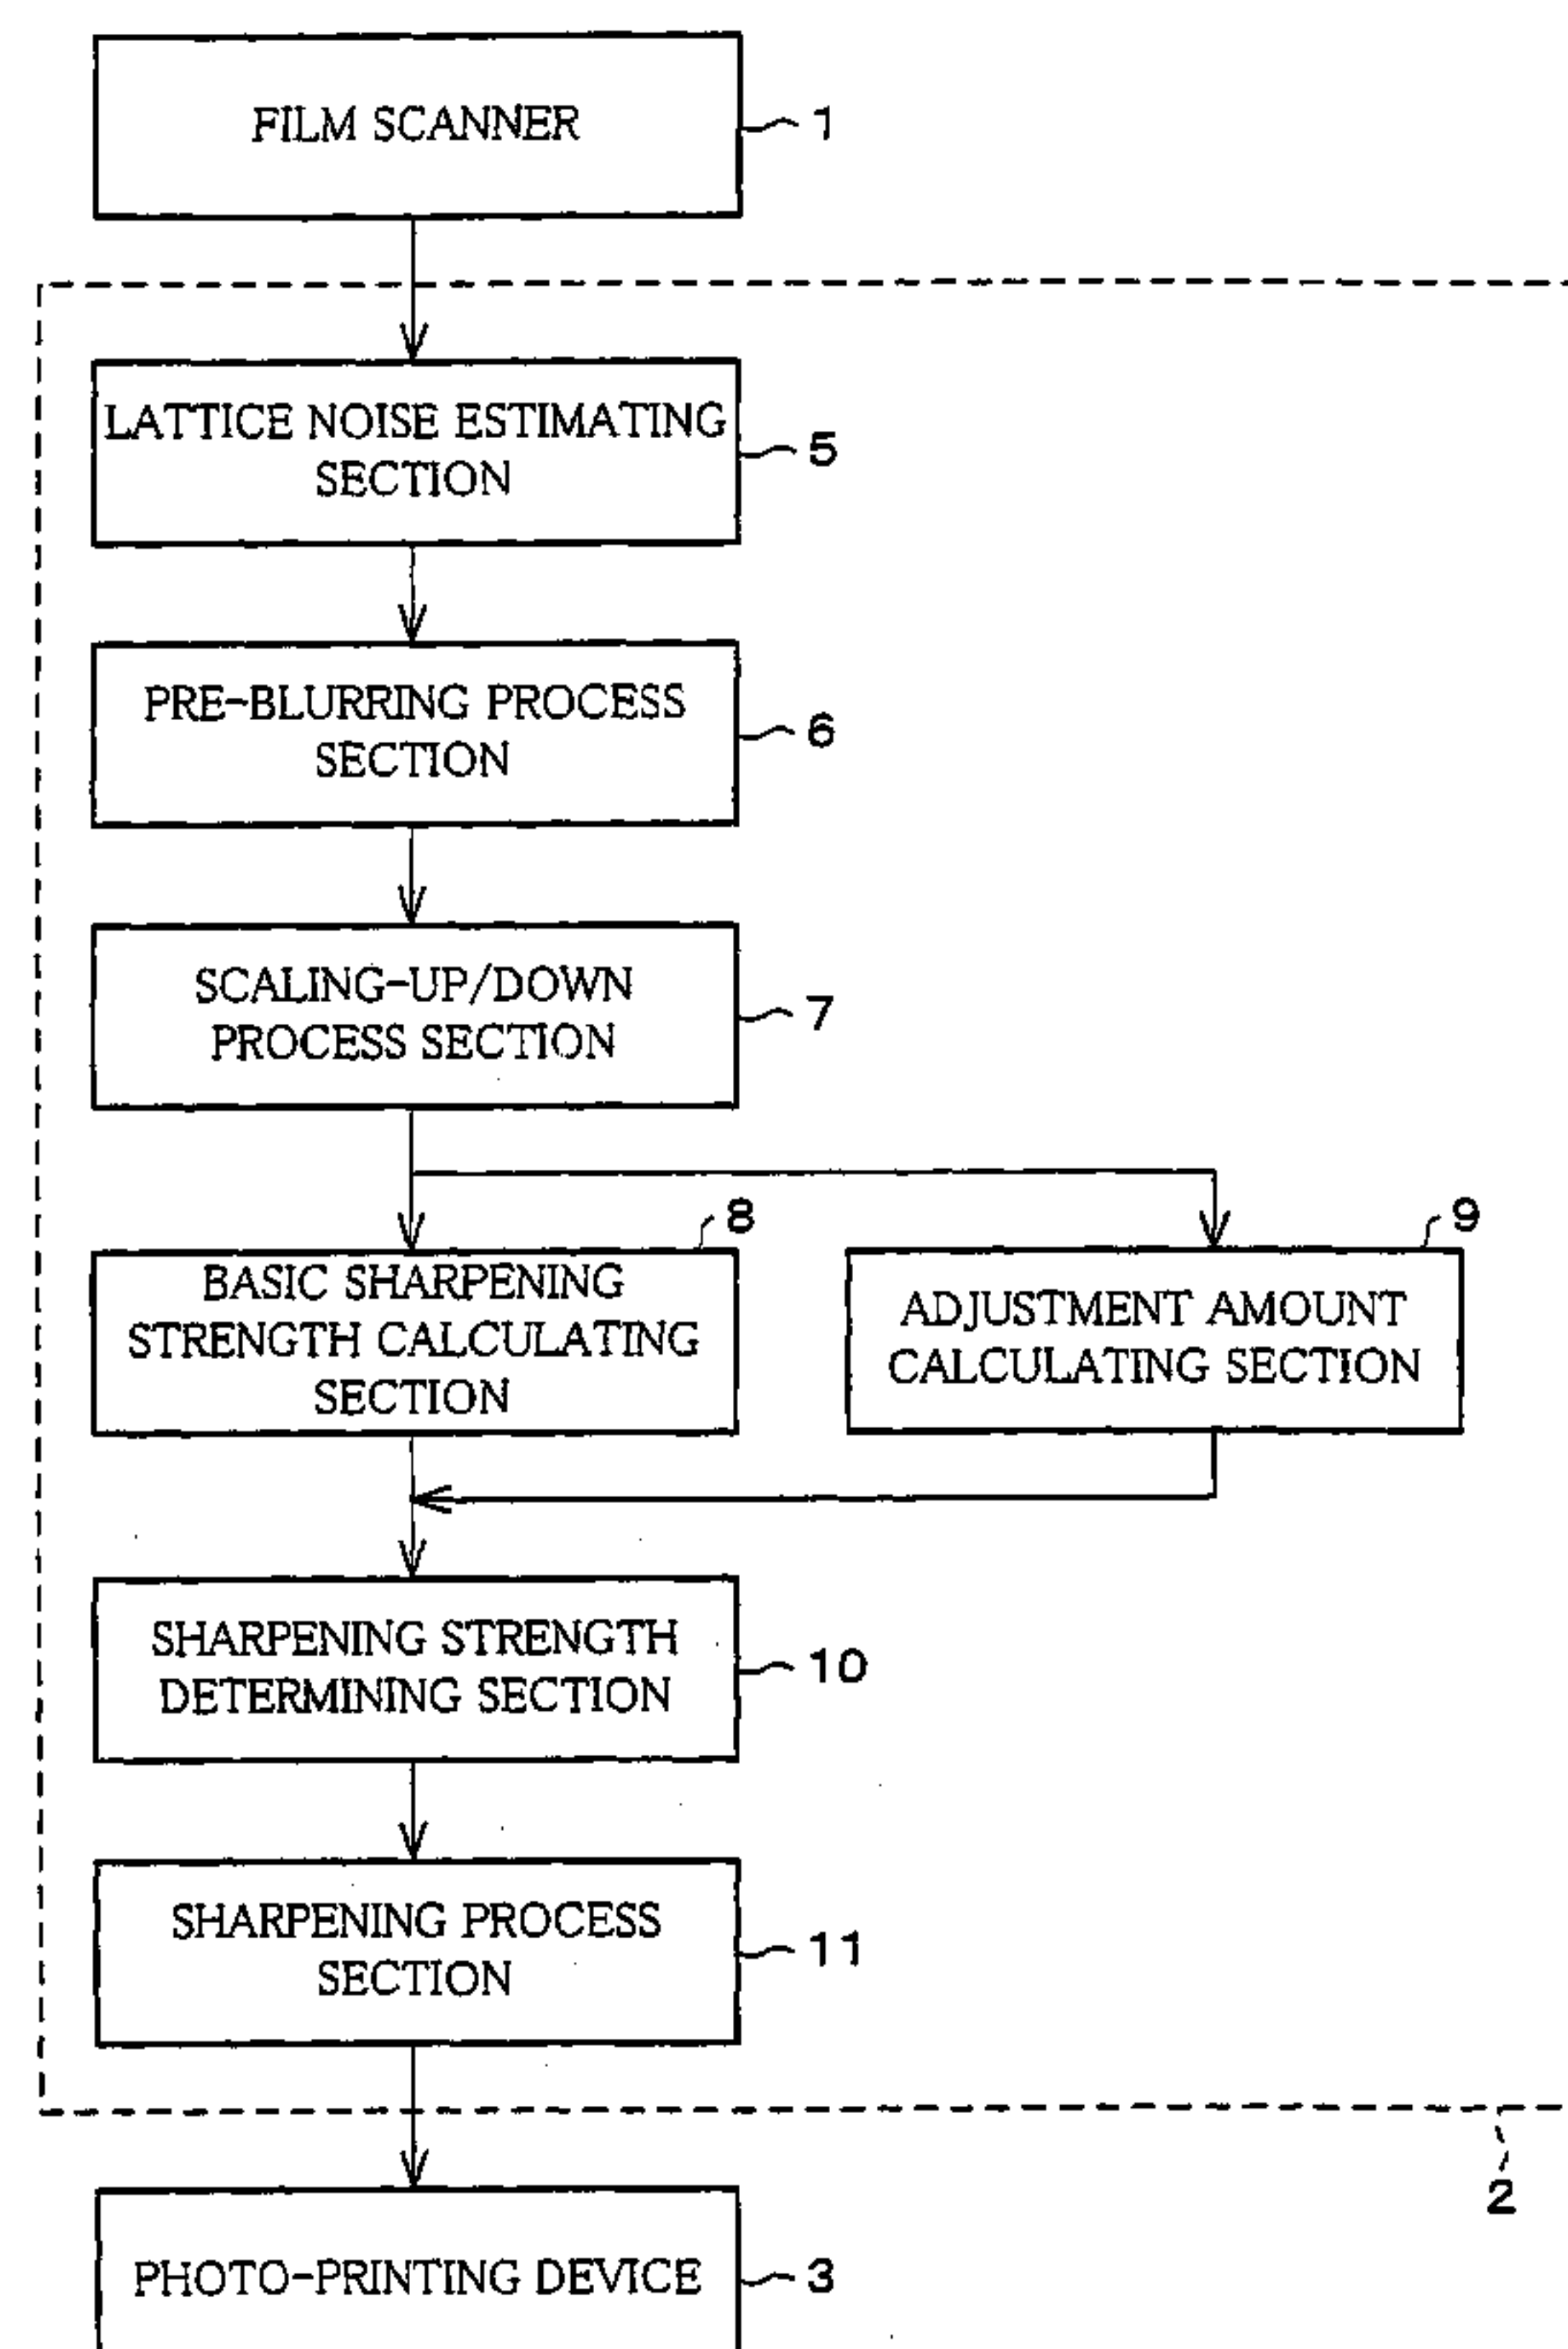 FILM SCANNER
1
LATTICE NOISE ESTIMATING
SECTION
5
PRE-BLURRING PROCESS
SECTION
6
SCALING-UP/DOWN
PROCESS SECTION
7
8
BASIC SHARPENING
STRENGTH CALCULATING
SECTION
9
ADJUSTMENT AMOUNT
CALCULATING SECTION
SHARPENING STRENGTH
DETERMINING SECTION
10
SHARPENING PROCESS
SECTION
11
2
PHOTO-PRINTING DEVICE
3